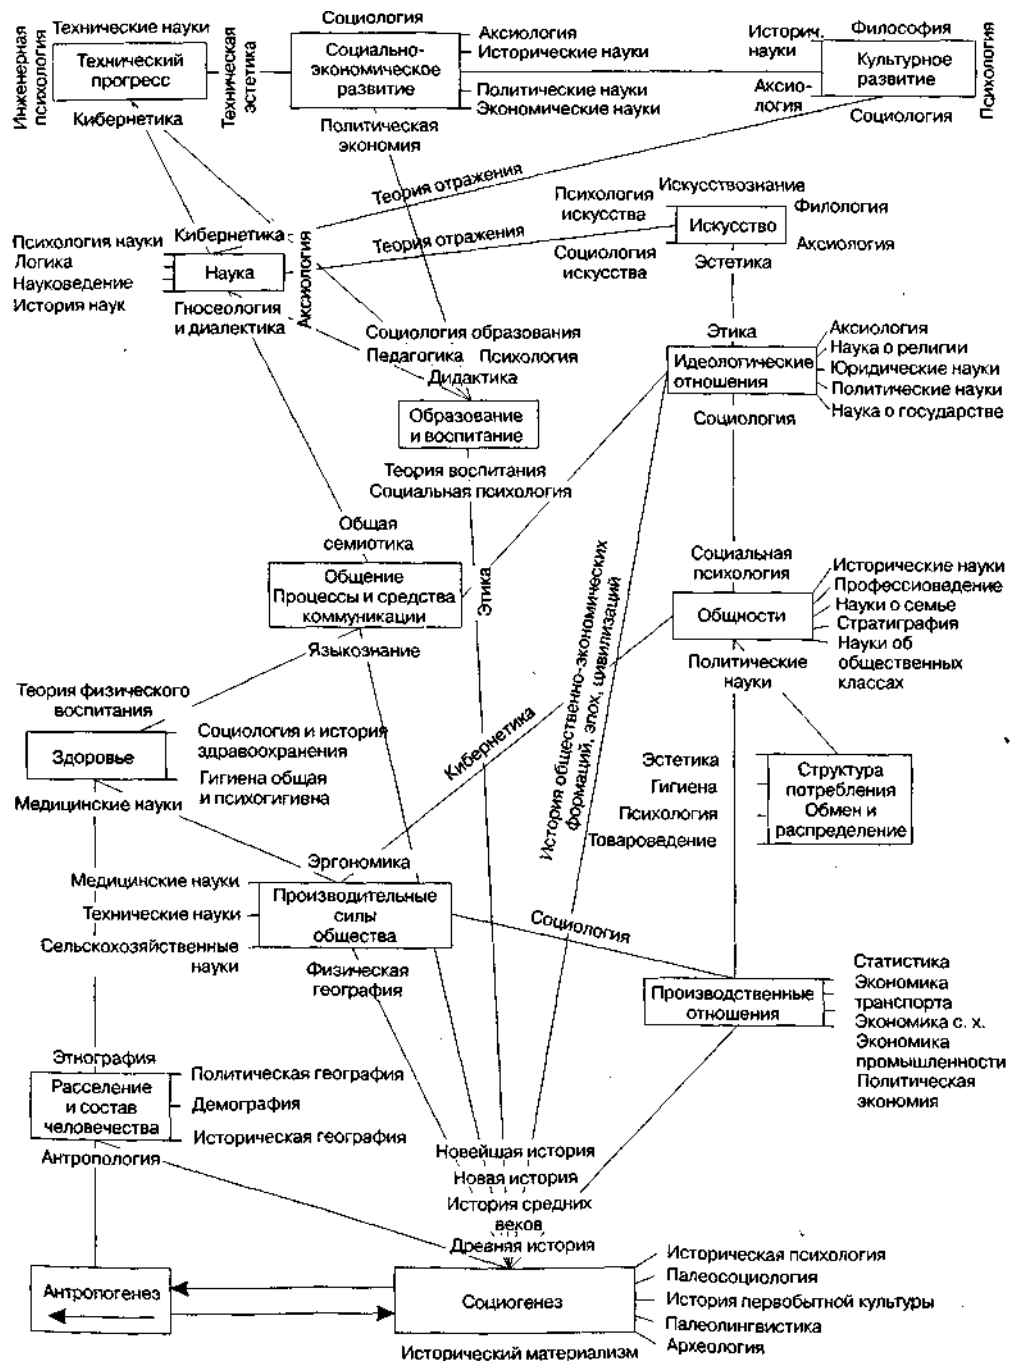 Технические науки
Инженерная
психология
Технический
прогресс
Кибернетика
Техническая
эстетика
Социология
Социально-
экономическое
развитие
Аксиология
Исторические науки
Политические науки
Экономические науки
Политическая
экономия
Историч.
науки
Философия
Культурное
развитие
Аксио-
логия
Социология
Психология
Теория отражения
Теория отражения
Психология
искусства
Искусствознание
Филология
Искусство
Социология
искусства
Аксиология
Эстетика
Кибернетика
Психология науки
Логика
Науковедение
История наук
Наука
Гносеология
и диалектика
Аксиология
Социология образования
Педагогика
Психология
Дидактика
Образование
и воспитание
Теория воспитания
Социальная психология
Этика
Этика
Идеологические
отношения
Аксиология
Наука о религии
Юридические науки
Политические науки
Наука о государстве
Социология
Общая
семиотика
Общение
Процессы и средства
коммуникации
Языкознание
Социальная
психология
Общности
Исторические науки
Профессиоведение
Науки о семье
Стратиграфия
Науки об
общественных
классах
Политические
науки
История общественно-экономических
формаций, эпох, цивилизаций
Кибернетика
Теория физического
воспитания
Здоровье
Социология и история
здравоохранения
Гигиена общая
и психогигивна
Медицинские науки
Эстетика
Гигиена
Психология
Товароведение
Структура
потребления
Обмен и
распределение
Эргономика
Медицинские науки
Технические науки
Сельскохозяйственные
науки
Производительные
силы
общества
Физическая
география
Социология
Производственные
отношения
Статистика
Экономика
транспорта
Экономика с. х.
Экономика
промышленности
Политическая
экономия
Этнография
Расселение
и состав
человечества
Политическая география
Демография
Историческая география
Антропология
Новейшая история
Новая история
История средних
веков
Древняя история
Антропогенез
Социогенез
Историческая психология
Палеосоциология
История первобытной культуры
Палеолингвистика
Археология
Исторический материализм